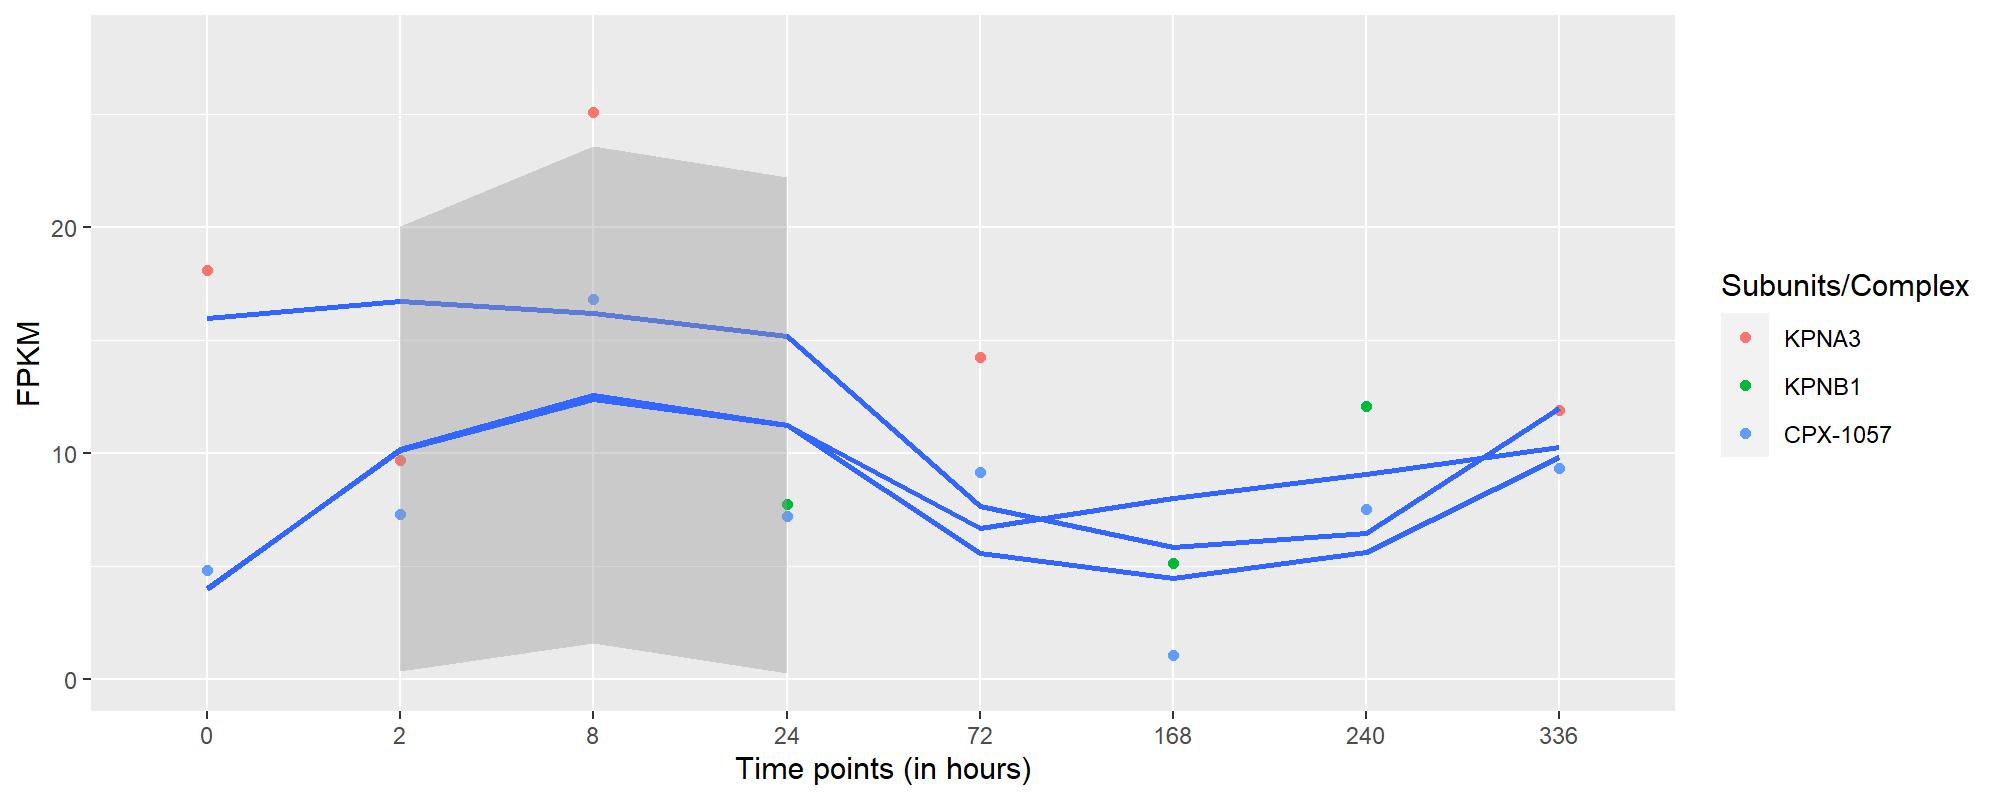 FPKM
20
10
0
0 2 8 24 72 168 240 336
Time points (in hours)
Subunits/Complex
KPNA3
KPNB1
CPX-1057